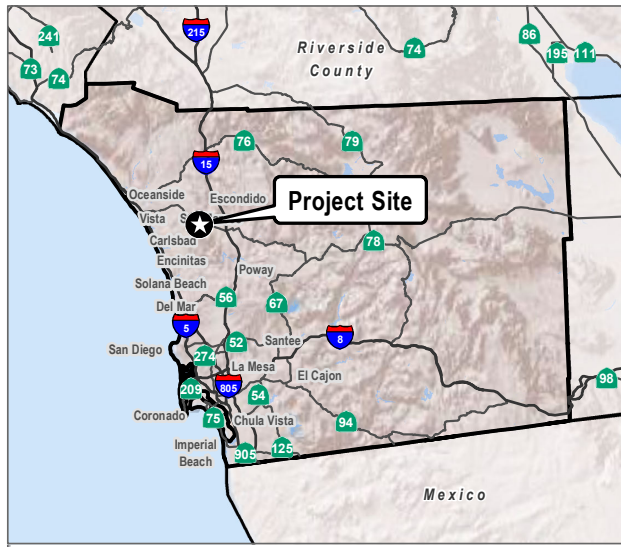 241
215
73
74
Riverside
County
74
86
195
111
76
79
15
Oceanside
Escondido
Project Site
Vista
Carlsbad
78
Encinitas
Poway
Solana Beach
56
67
Del Mar
5
52
Santee
8
San Diego
274
La Mesa
El Cajon
98
209
805
54
Coronado
75
Chula Vista
94
Imperial
Beach
905
125
Mexico